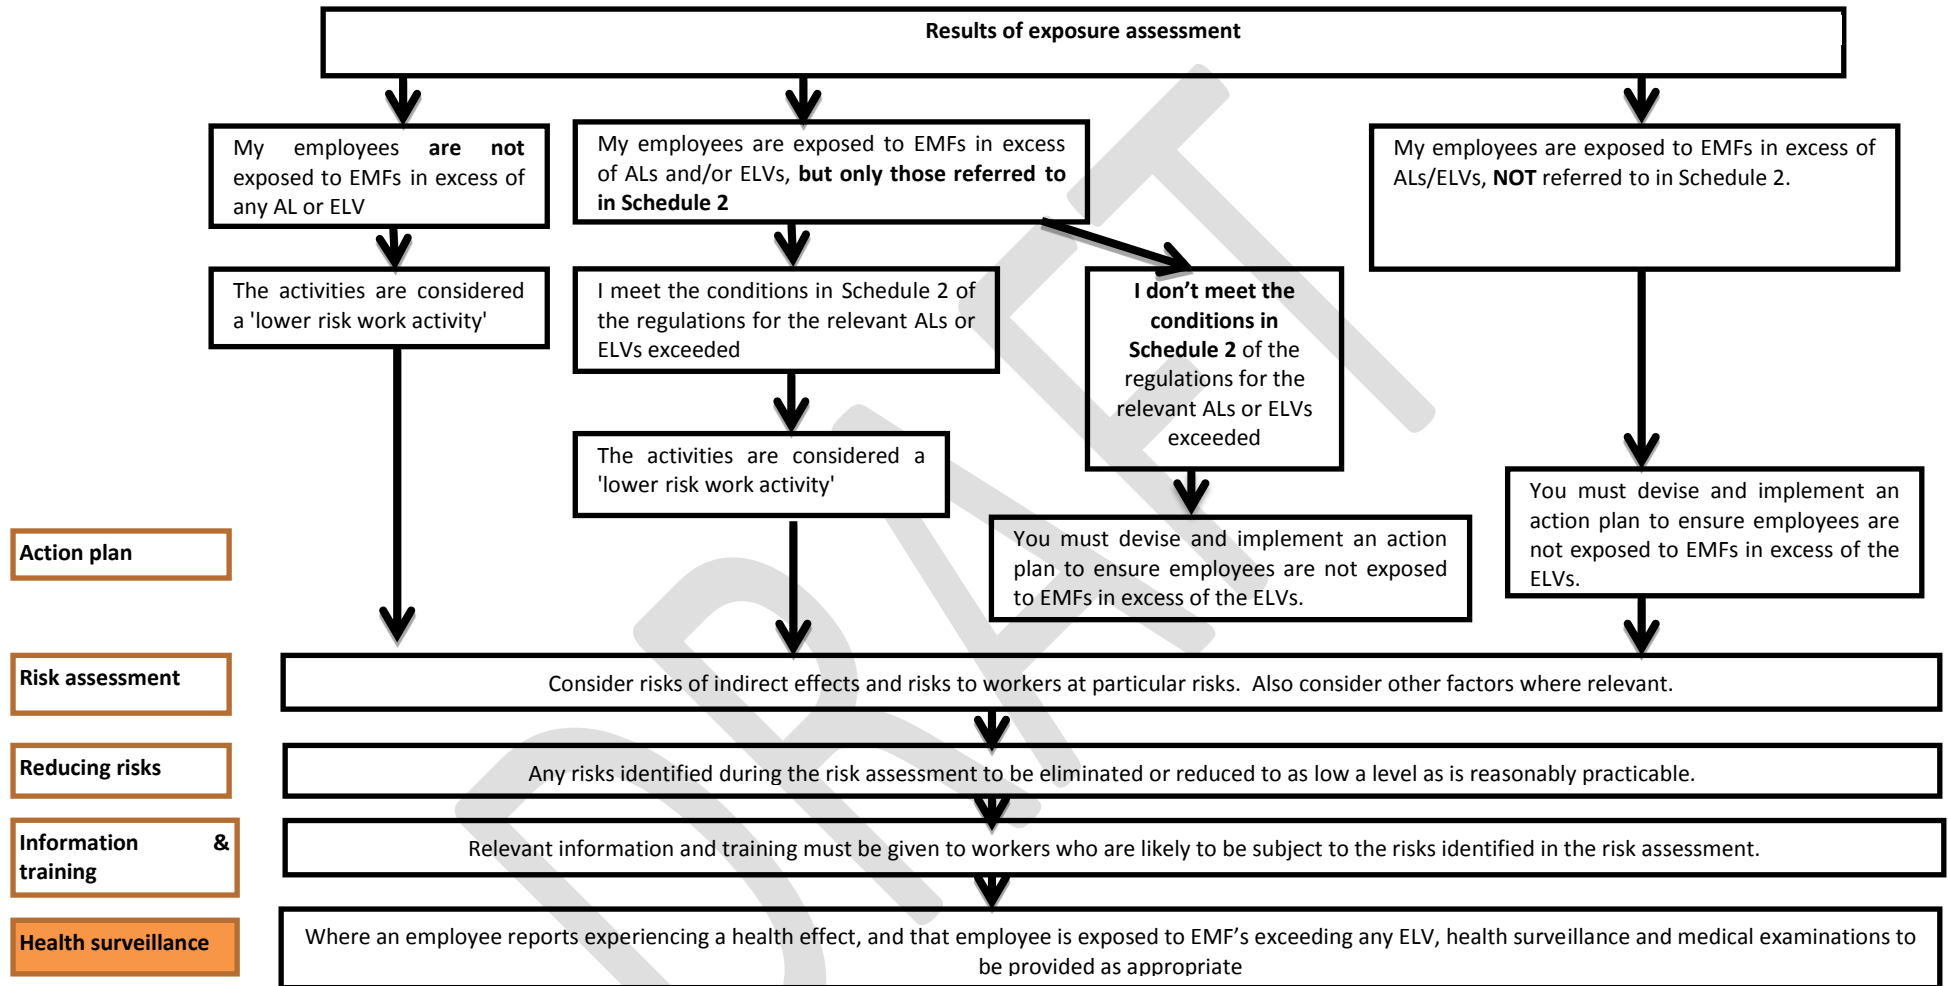 Results of exposure assessment
My employees are not
exposed to EMFs in excess of
any AL or ELV
My employees are exposed to EMFs in excess
of ALs and/or ELVs, but only those referred to
in Schedule 2
My employees are exposed to EMFs in excess of
ALs/ELVs, NOT referred to in Schedule 2.
The activities are considered
a 'lower risk work activity'
I meet the conditions in Schedule 2 of
the regulations for the relevant ALs or
ELVs exceeded
I don’t meet the
conditions in
Schedule 2 of the
regulations for the
relevant ALs or ELVs
exceeded
The activities are considered a
'lower risk work activity'
You must devise and implement an action
plan to ensure employees are not exposed
to EMFs in excess of the ELVs.
You must devise and implement an
action plan to ensure employees are
not exposed to EMFs in excess of the
ELVs.
Action plan
Risk assessment
Consider risks of indirect effects and risks to workers at particular risks.  Also consider other factors where relevant.
Reducing risks
Any risks identified during the risk assessment to be eliminated or reduced to as low a level as is reasonably practicable.
Information &
training
Relevant information and training must be given to workers who are likely to be subject to the risks identified in the risk assessment.
Health surveillance
Where an employee reports experiencing a health effect, and that employee is exposed to EMF’s exceeding any ELV, health surveillance and medical examinations to
be provided as appropriate
DRAFT